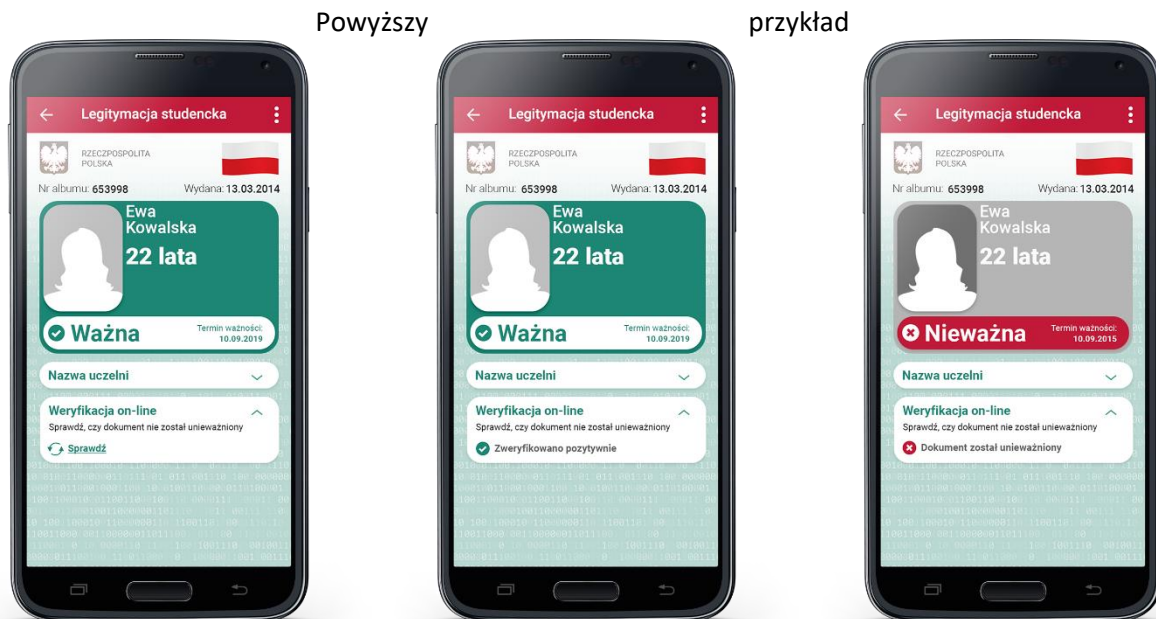 Powyższy przykład
Legitymacja studencka
RZECZPOSPOLITA
POLSKA
Nr albumu: 653998 Wydana: 13.03.2014
Ewa
Kowalska
22 lata
Ważna
Termin ważności:
10.09.2019
Nazwa uczelni
Weryfikacja on-line
Sprawdź, czy dokument nie został unieważniony
Sprawdź
Legitymacja studencka
RZECZPOSPOLITA
POLSKA
Nr albumu: 653998 Wydana: 13.03.2014
Ewa
Kowalska
22 lata
Ważna
Termin ważności:
10.09.2019
Nazwa uczelni
Weryfikacja on-line
Sprawdź, czy dokument nie został unieważniony
Zweryfikowano pozytywnie
Legitymacja studencka
RZECZPOSPOLITA
POLSKA
Nr albumu: 653998 Wydana: 13.03.2014
Ewa
Kowalska
22 lata
Nieważna
Termin ważności:
10.09.2015
Nazwa uczelni
Weryfikacja on-line
Sprawdź, czy dokument nie został unieważniony
Dokument został unieważniony